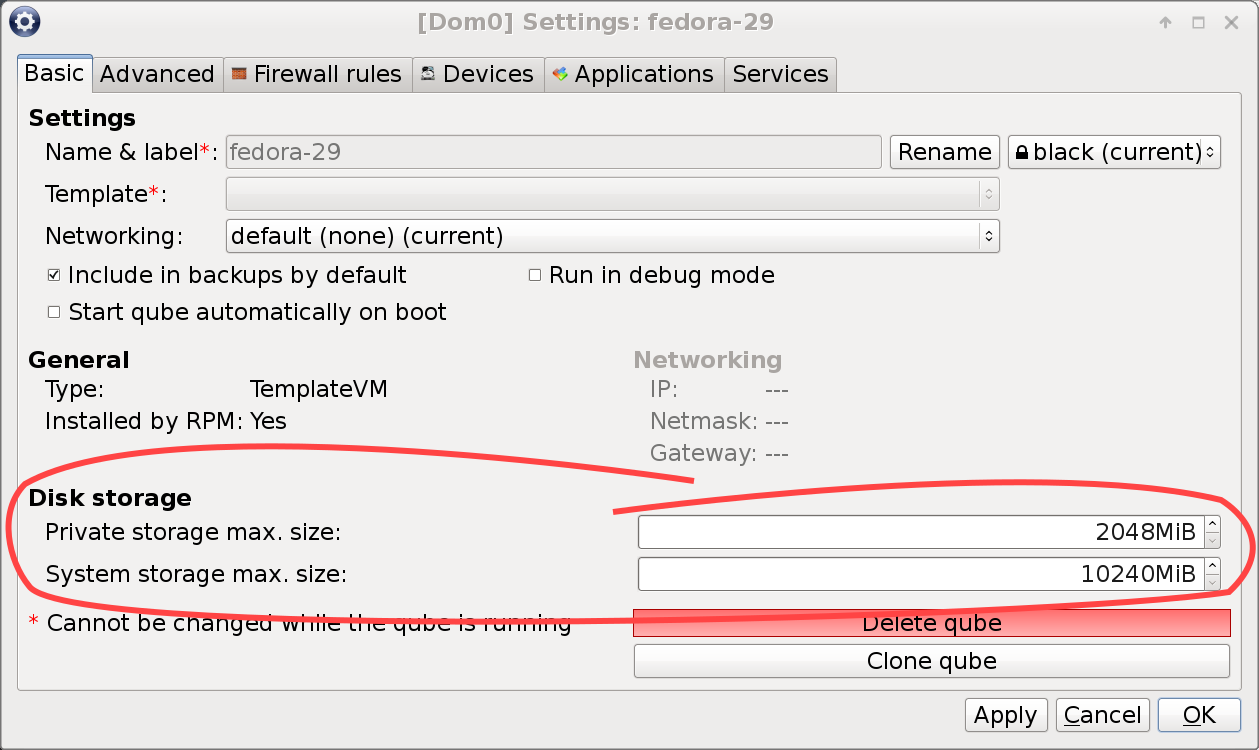 [Dom0] Settings: fedora-29
Basic Advanced Firewall rules Devices Applications Services
Settings
Name & label*: fedora-29 Rename black (current)
Template*:
Networking: default (none) (current)
Include in backups by default Run in debug mode
Start qube automatically on boot
General Networking
Type: TemplateVM IP: ---
Installed by RPM: Yes Netmask: ---
Gateway: ---
Disk storage
Private storage max. size: 2048MiB
System storage max. size: 10240MiB
* Cannot be changed while the qube is running Delete qube
Clone qube
Apply Cancel OK